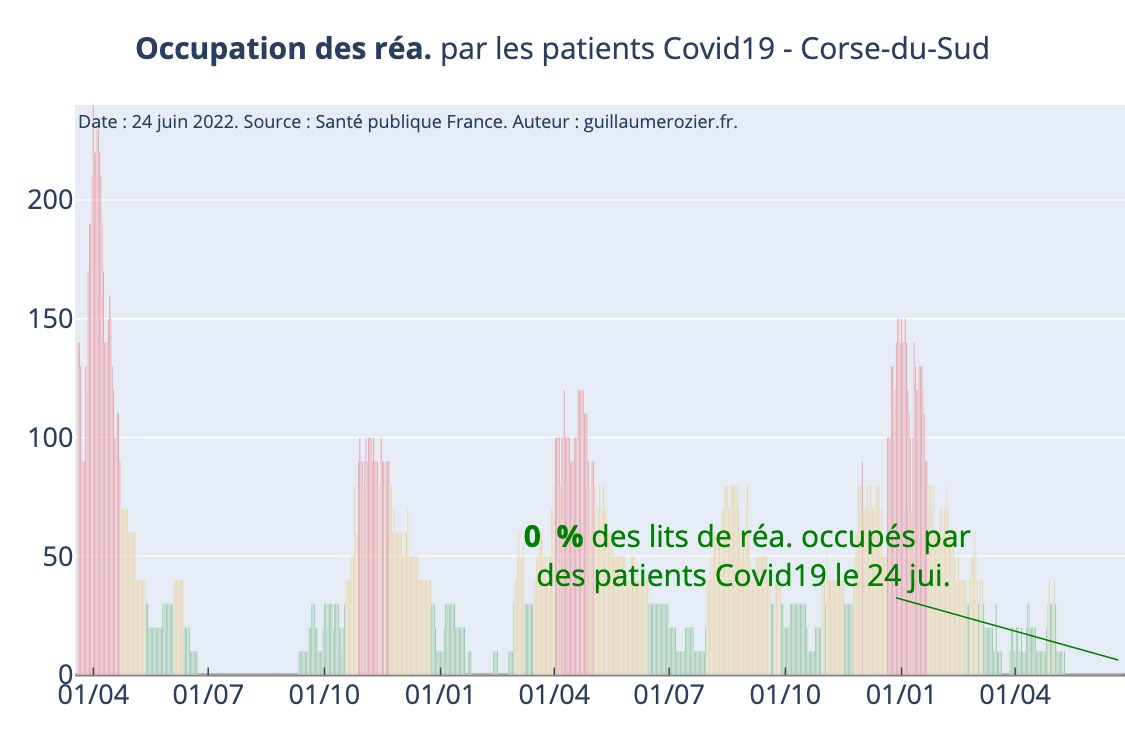 Occupation des réa. par les patients Covid19 - Corse-du-Sud
Date : 24 juin 2022. Source : Santé publique France. Auteur : guillaumerozier.fr.
200
150
100
50
0
0 % des lits de réa. occupés par
des patients Covid19 le 24 jui.
01/04 01/07 01/10 01/01 01/04 01/07 01/10 01/01 01/04